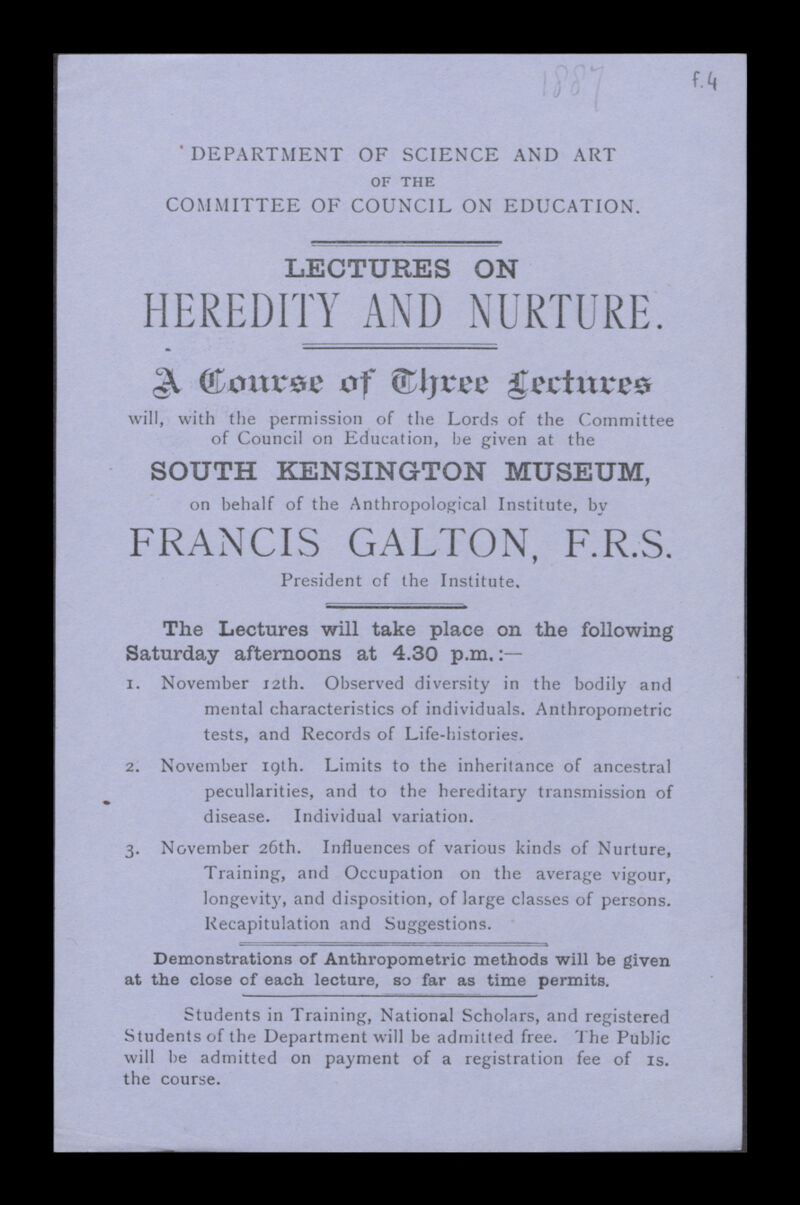 1887
f.4
DEPARTMENT OF SCIENCE AND ART
OF THE
COMMITTEE OF COUNCIL ON EDUCATION.
LECTURES ON
HEREDITY AND NURTURE.
A Course of Three Lectures
will, with the permission of the Lords of the Committee
of Council on Education, be given at the
SOUTH KENSINGTON MUSEUM,
on behalf of the Anthropological Institute, by
FRANCIS GALTON, F.R.S.
President of the Institute.
The Lectures will take place on the following
Saturday afternoons at 4.30 p.m.:—
1. November 12th. Observed diversity in the bodily and
mental characteristics of individuals. Anthropometric
tests, and Records of Life-histories.
2. November 19th. Limits to the inheritance of ancestral
pecullarities, and to the hereditary transmission of
disease. Individual variation.
3. November 26th. Influences of various kinds of Nurture,
Training, and Occupation on the average vigour,
longevity, and disposition, of large classes of persons.
Recapitulation and Suggestions.
Demonstrations of Anthropometric methods will be given
at the close of each lecture, so far as time permits.
Students in Training, National Scholars, and registered
Students of the Department will be admitted free. The Public
will be admitted on payment of a registration fee of 1s.
the course.